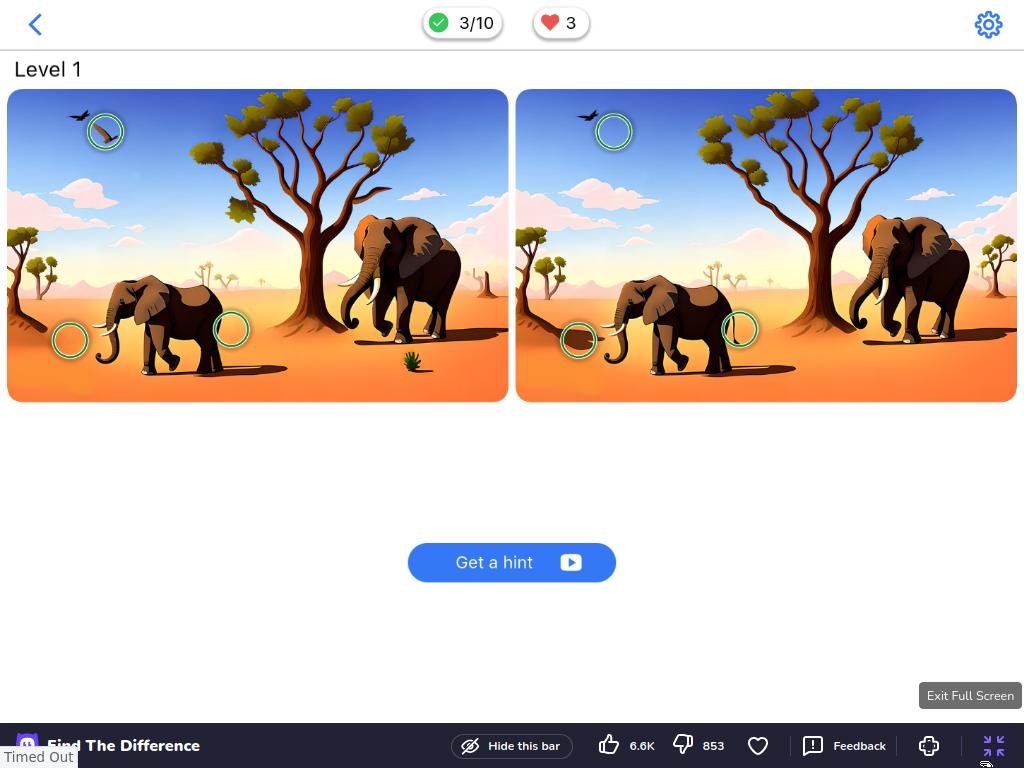 3/10
3
Level 1
Get a hint
Exit Full Screen
Find The Difference
Hide this bar
6.6K
853
Feedback
Timed Out